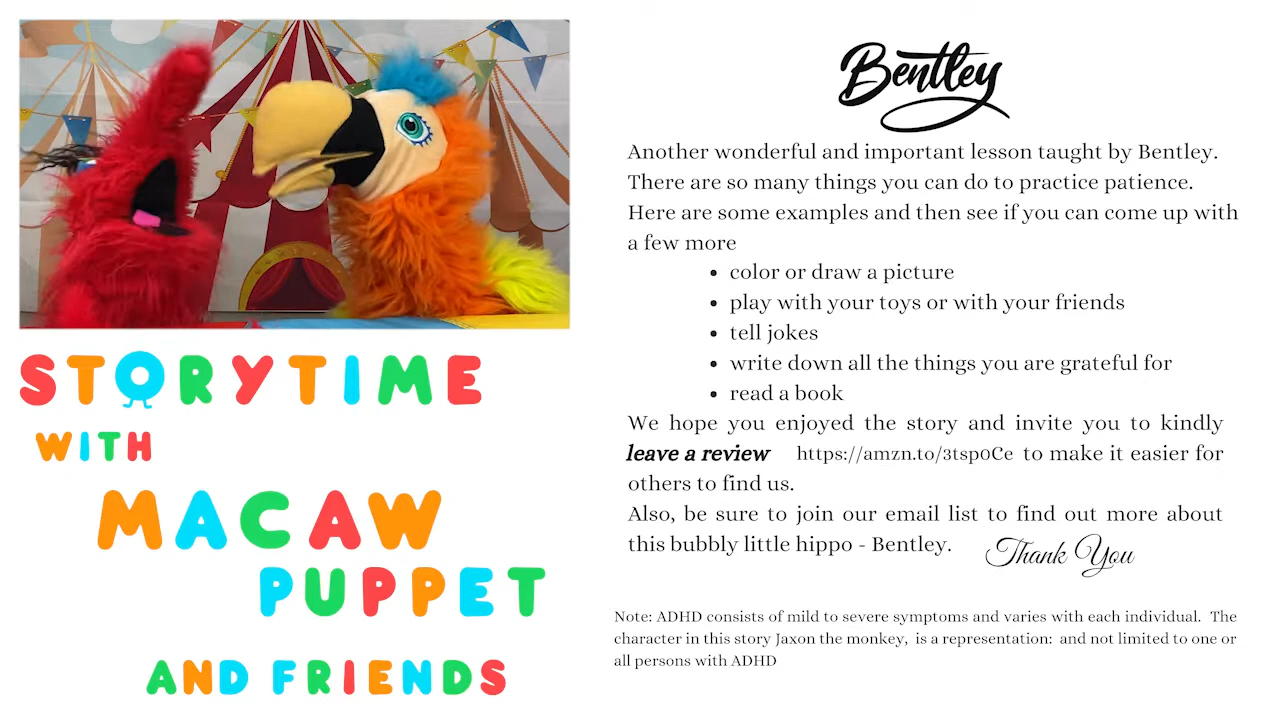 STORYTIME
WITH
MACAW
PUPPET
AND FRIENDS
Bentley
Another wonderful and important lesson taught by Bentley.
There are so many things you can do to practice patience.
Here are some examples and then see if you can come up with
a few more
• color or draw a picture
• play with your toys or with your friends
• tell jokes
• write down all the things you are grateful for
• read a book
We hope you enjoyed the story and invite you to kindly
leave a review https://amzn.to/3tsp0Ce to make it easier for
others to find us.
Also, be sure to join our email list to find out more about
this bubbly little hippo - Bentley.
Thank You
Note: ADHD consists of mild to severe symptoms and varies with each individual. The
character in this story Jaxon the monkey, is a representation: and not limited to one or
all persons with ADHD